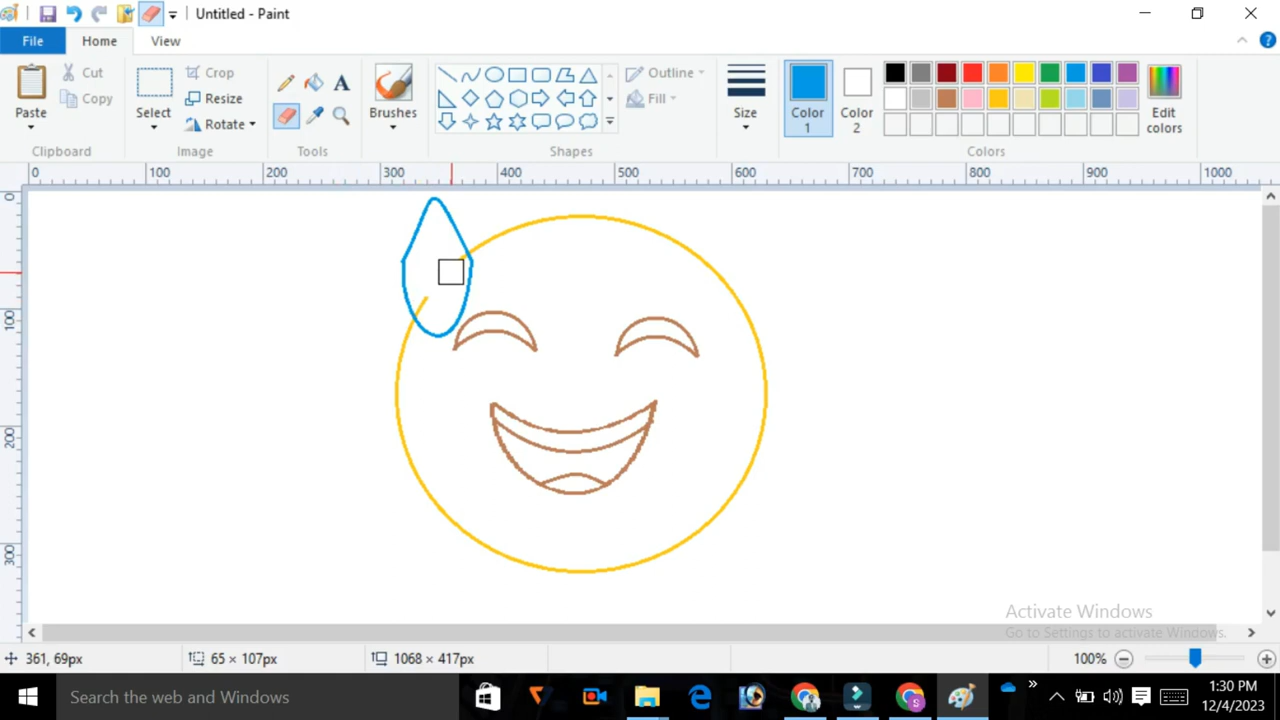 Untitled - Paint
File Home View
Paste
Cut
Copy
Clipboard
Select
Crop
Resize
Rotate
Image
A
Tools
Brushes
Shapes
Outline
Fill
Size
Color 1
Color 2
Edit colors
Colors
0 100 200 300 400 500 600 700 800 900 1000
0
100
200
300
Activate Windows
Go to Settings to activate Windows.
361, 69px 65 × 107px 1068 × 417px 100%
Search the web and Windows
1:30 PM
12/4/2023